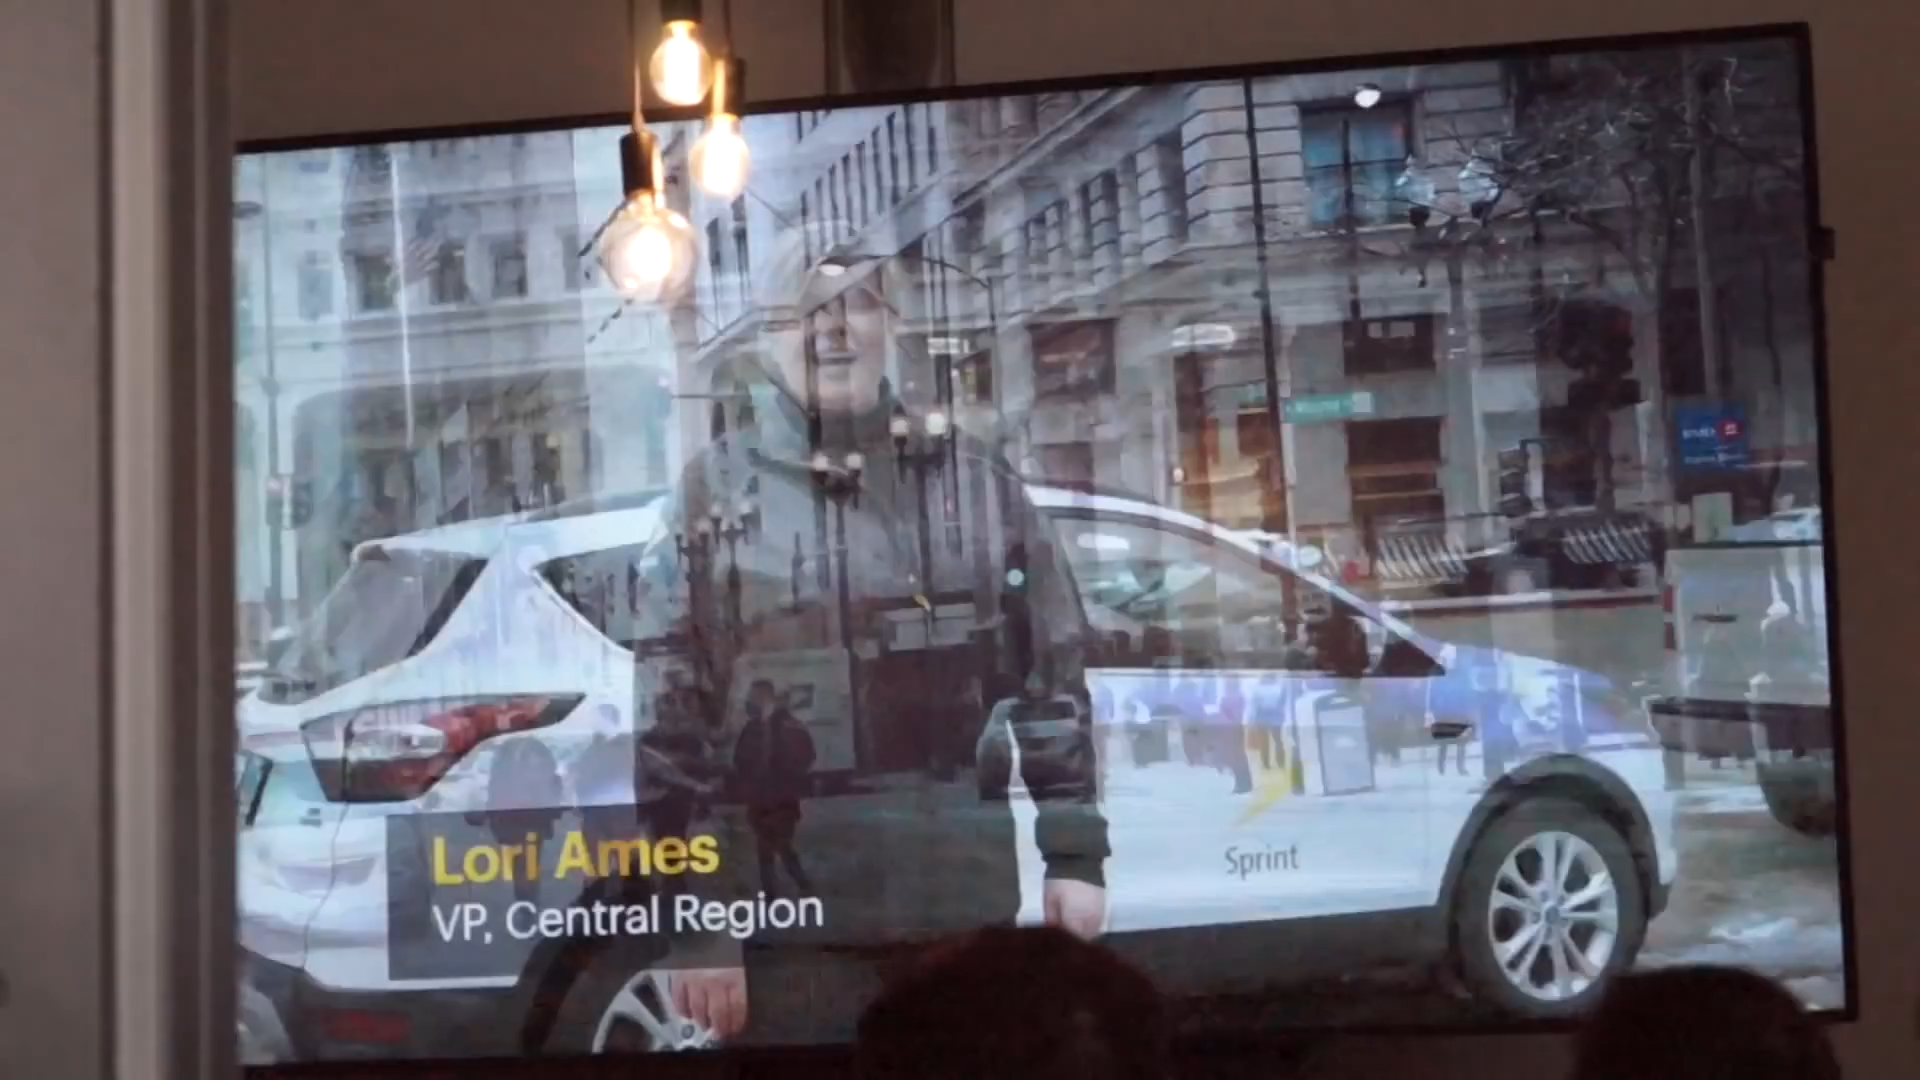 Lori Ames
VP, Central Region
Sprint